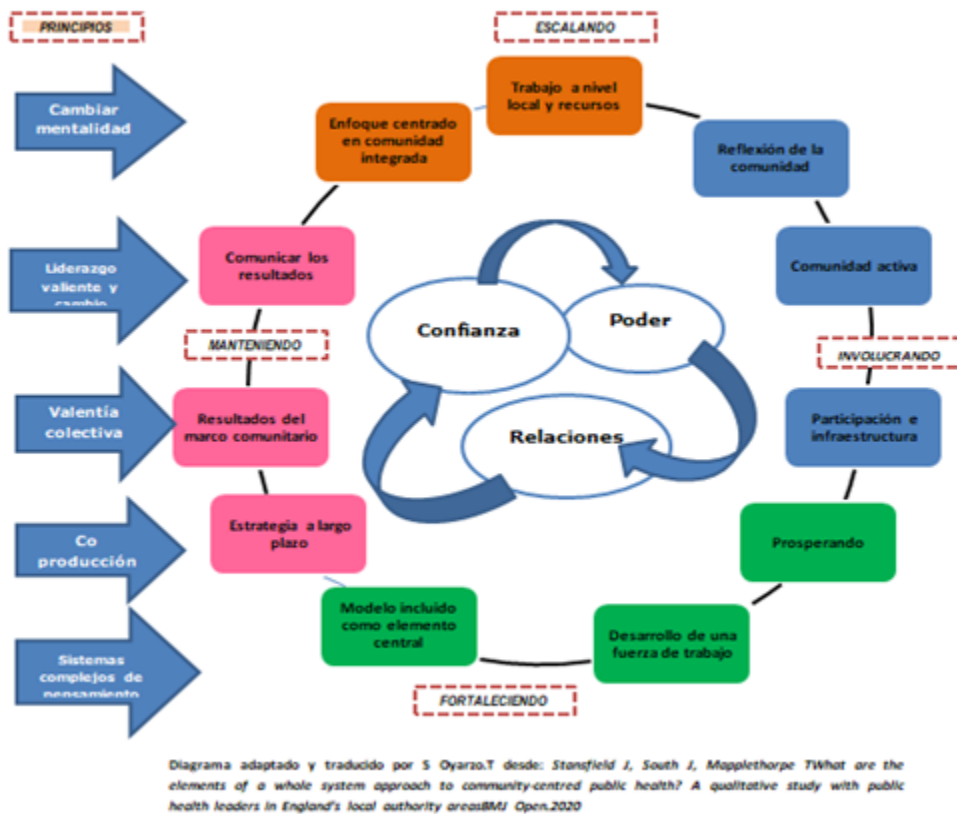 PRINCIPIOS
ESCALANDO
Cambiar
mentalidad
Liderazgo
valiente y
cambio
Valentía
colectiva
Co
producción
Sistemas
complejos de
pensamiento
Trabajo a nivel
local y recursos
Reflexión de la
comunidad
Comunidad activa
INVOLUCRANDO
Participación e
infraestructura
Prosperando
Desarrollo de una
fuerza de trabajo
FORTALECIENDO
Modelo incluido
como elemento
central
Estrategia a largo
plazo
Resultados del
marco comunitario
MANTENIENDO
Comunicar los
resultados
Enfoque centrado
en comunidad
integrada
Confianza
Poder
Relaciones
Diagrama adaptado y traducido por S Oyarzo.T desde: Stansfield J, South J, Mapplethorpe TWhat are the
elements of a whole system approach to community-centred public health? A qualitative study with public
health leaders in England's local authority areasBMJ Open.2020